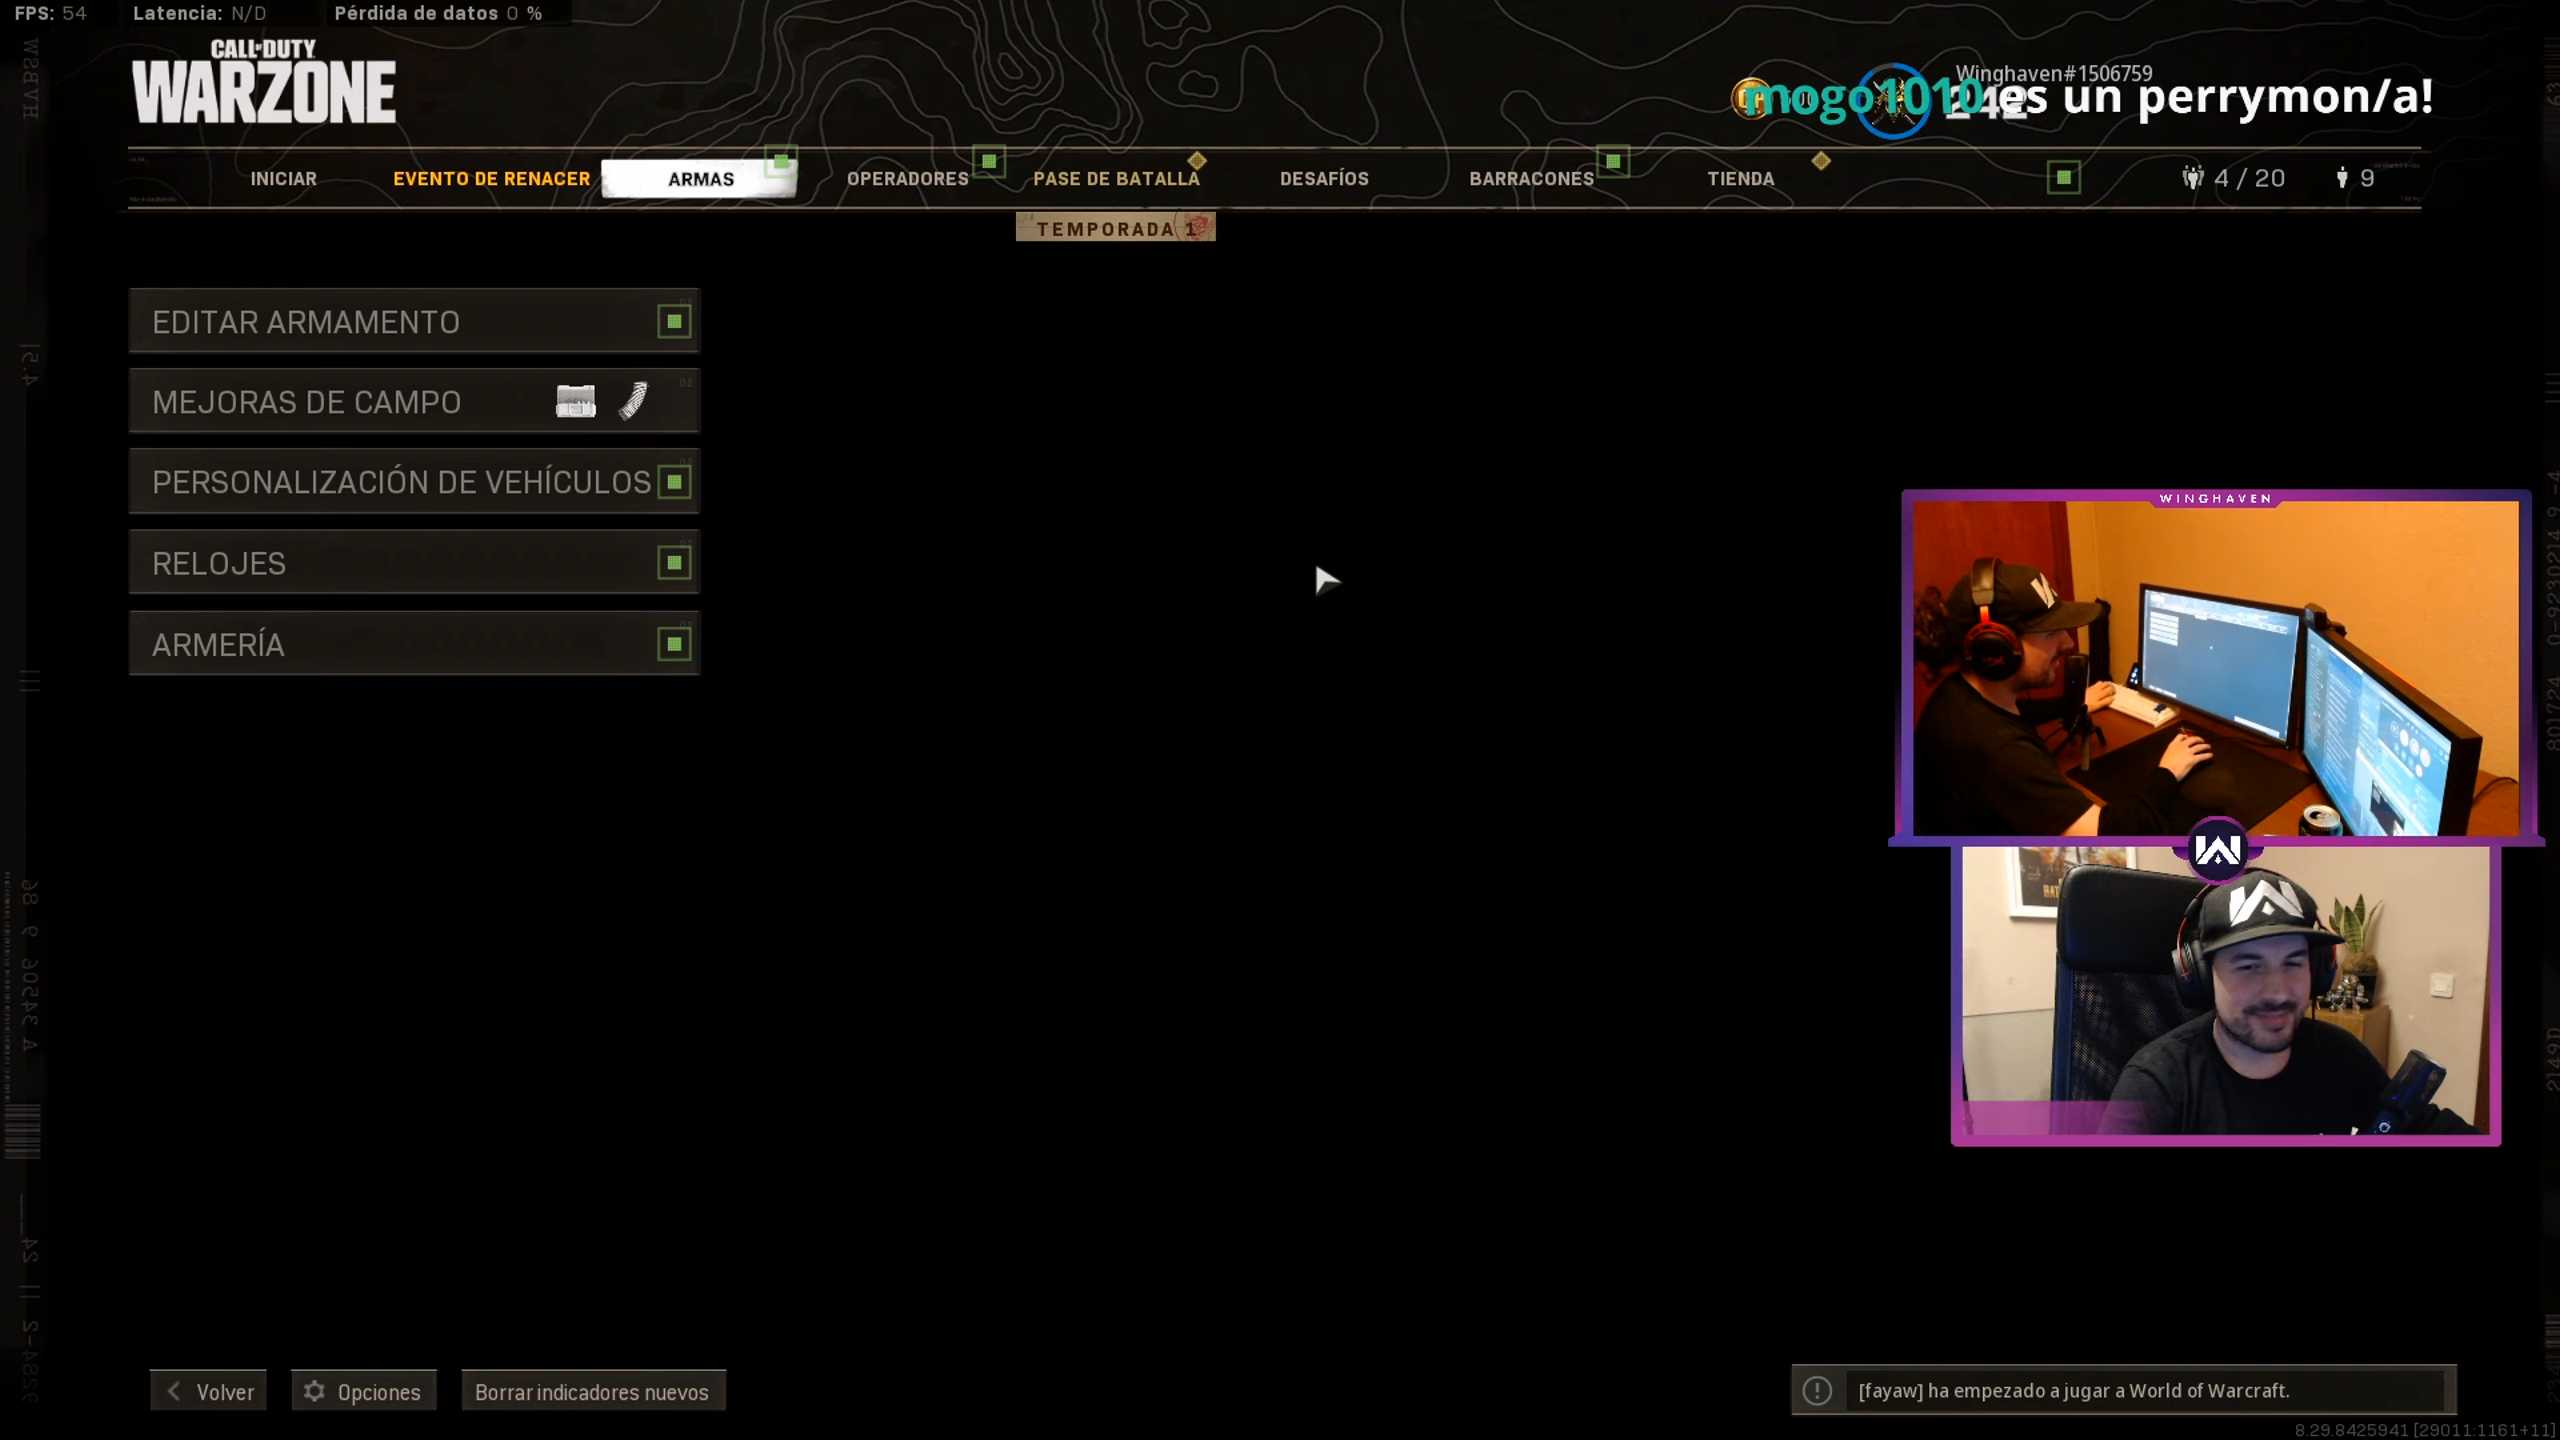 FPS: 54 Latencia: N/D Pérdida de datos 0 %
CALL OF DUTY
WARZONE
Winghaven#1506759
mogo1010 es un perrymon/a!
242
INICIAR EVENTO DE RENACER ARMAS OPERADORES PASE DE BATALLA DESAFÍOS BARRACONES TIENDA 4 / 20 9
TEMPORADA 1
EDITAR ARMAMENTO
MEJORAS DE CAMPO
PERSONALIZACIÓN DE VEHÍCULOS
RELOJES
ARMERÍA
WINGHAVEN
Volver Opciones Borrar indicadores nuevos
[fayaw] ha empezado a jugar a World of Warcraft.
8.29.8425941 [29011:1161+11]